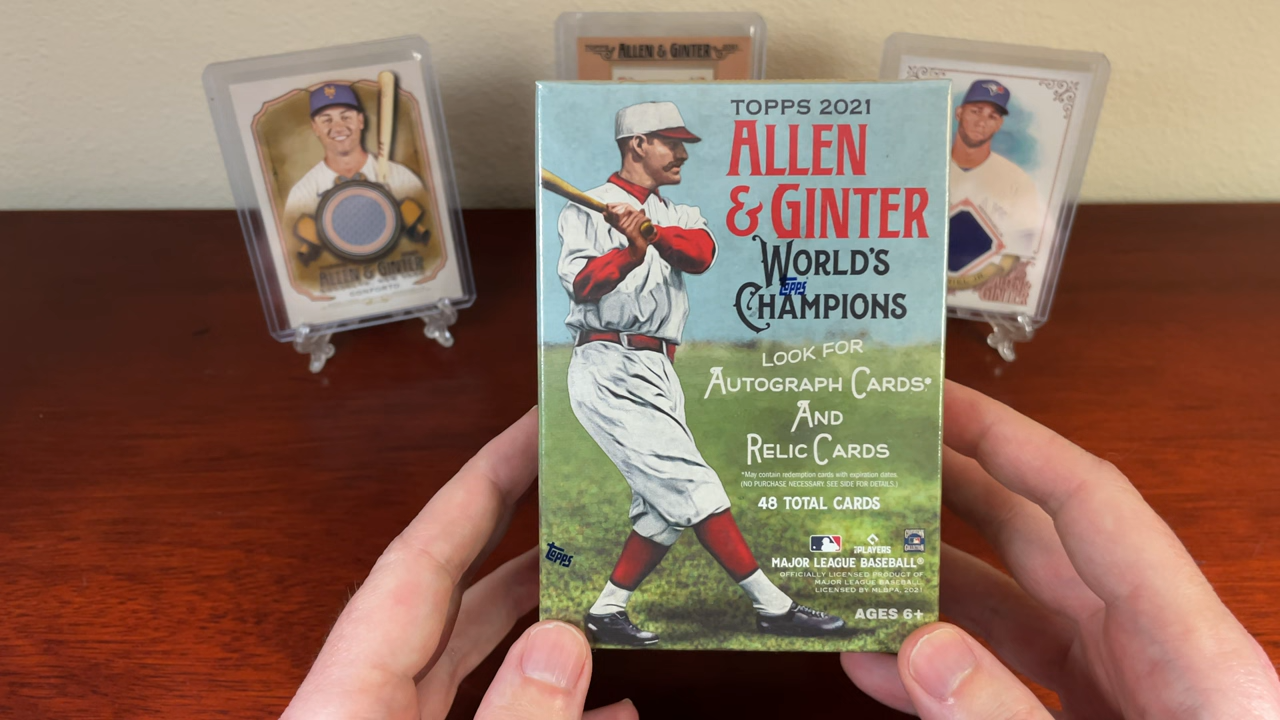 ALLEN & GINTER
TOPPS 2021
ALLEN
& GINTER
WORLD'S
topps
CHAMPIONS
LOOK FOR
AUTOGRAPH CARDS*
AND
RELIC CARDS
*May contain redemption cards with expiration dates.
(NO PURCHASE NECESSARY. SEE SIDE FOR DETAILS.)
48 TOTAL CARDS
PLAYERS
MAJOR LEAGUE BASEBALL®
OFFICIALLY LICENSED PRODUCT OF
MAJOR LEAGUE BASEBALL.
LICENSED BY MLBPA, 2021
AGES 6+
topps
ALLEN & GINTER
CONFORTO
GINTER